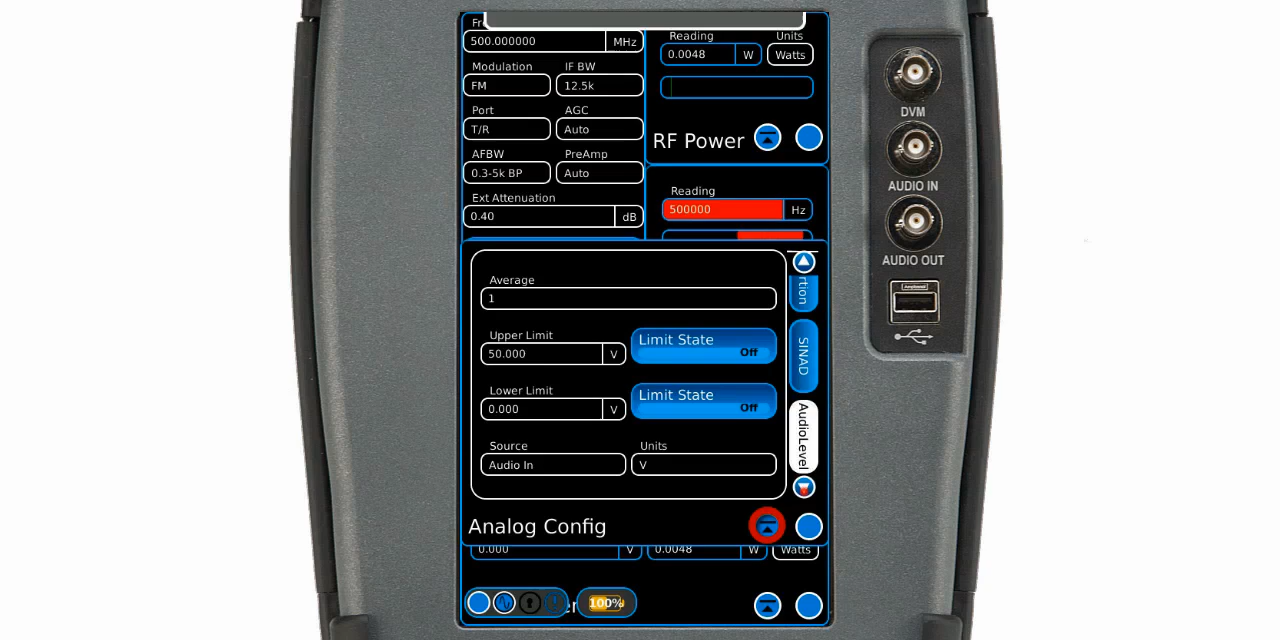 500.000000 MHz
Modulation IF BW
FM 12.5k
Port AGC
T/R Auto
AFBW PreAmp
0.3-5k BP Auto
Ext Attenuation
0.40 dB
Reading Units
0.0048 W Watts
RF Power
Reading
500000 Hz
Average
1
Upper Limit
50.000 V
Limit State
Off
Lower Limit
0.000 V
Limit State
Off
Source Units
Audio In V
SINAD
AudioLevel
Analog Config
0.000 V 0.0048 W Watts
100%
DVM
AUDIO IN
AUDIO OUT